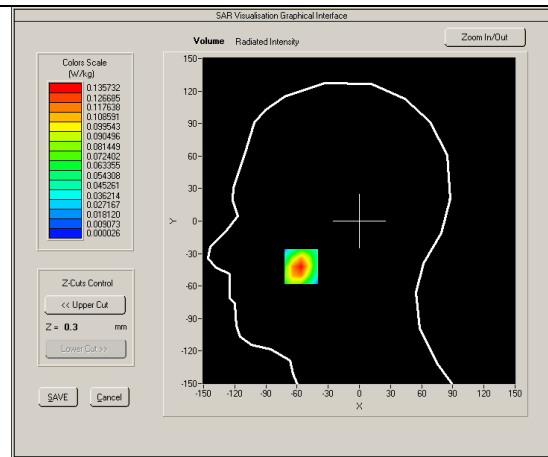 SAR Visualisation Graphical Interface
Volume Radiated Intensity
Zoom In/Out
Colors Scale
(W/kg)
0.135732
0.126685
0.117638
0.108591
0.099543
0.090496
0.081449
0.072402
0.063355
0.054308
0.045261
0.036214
0.027167
0.018120
0.009073
0.000026
Z-Cuts Control
<< Upper Cut
Z = 0.3 mm
Lower Cut >>
SAVE Cancel
150
120
90
60
30
0
-30
-60
-90
-120
-150
Y
-150 -120 -90 -60 -30 0 30 60 90 120 150
X